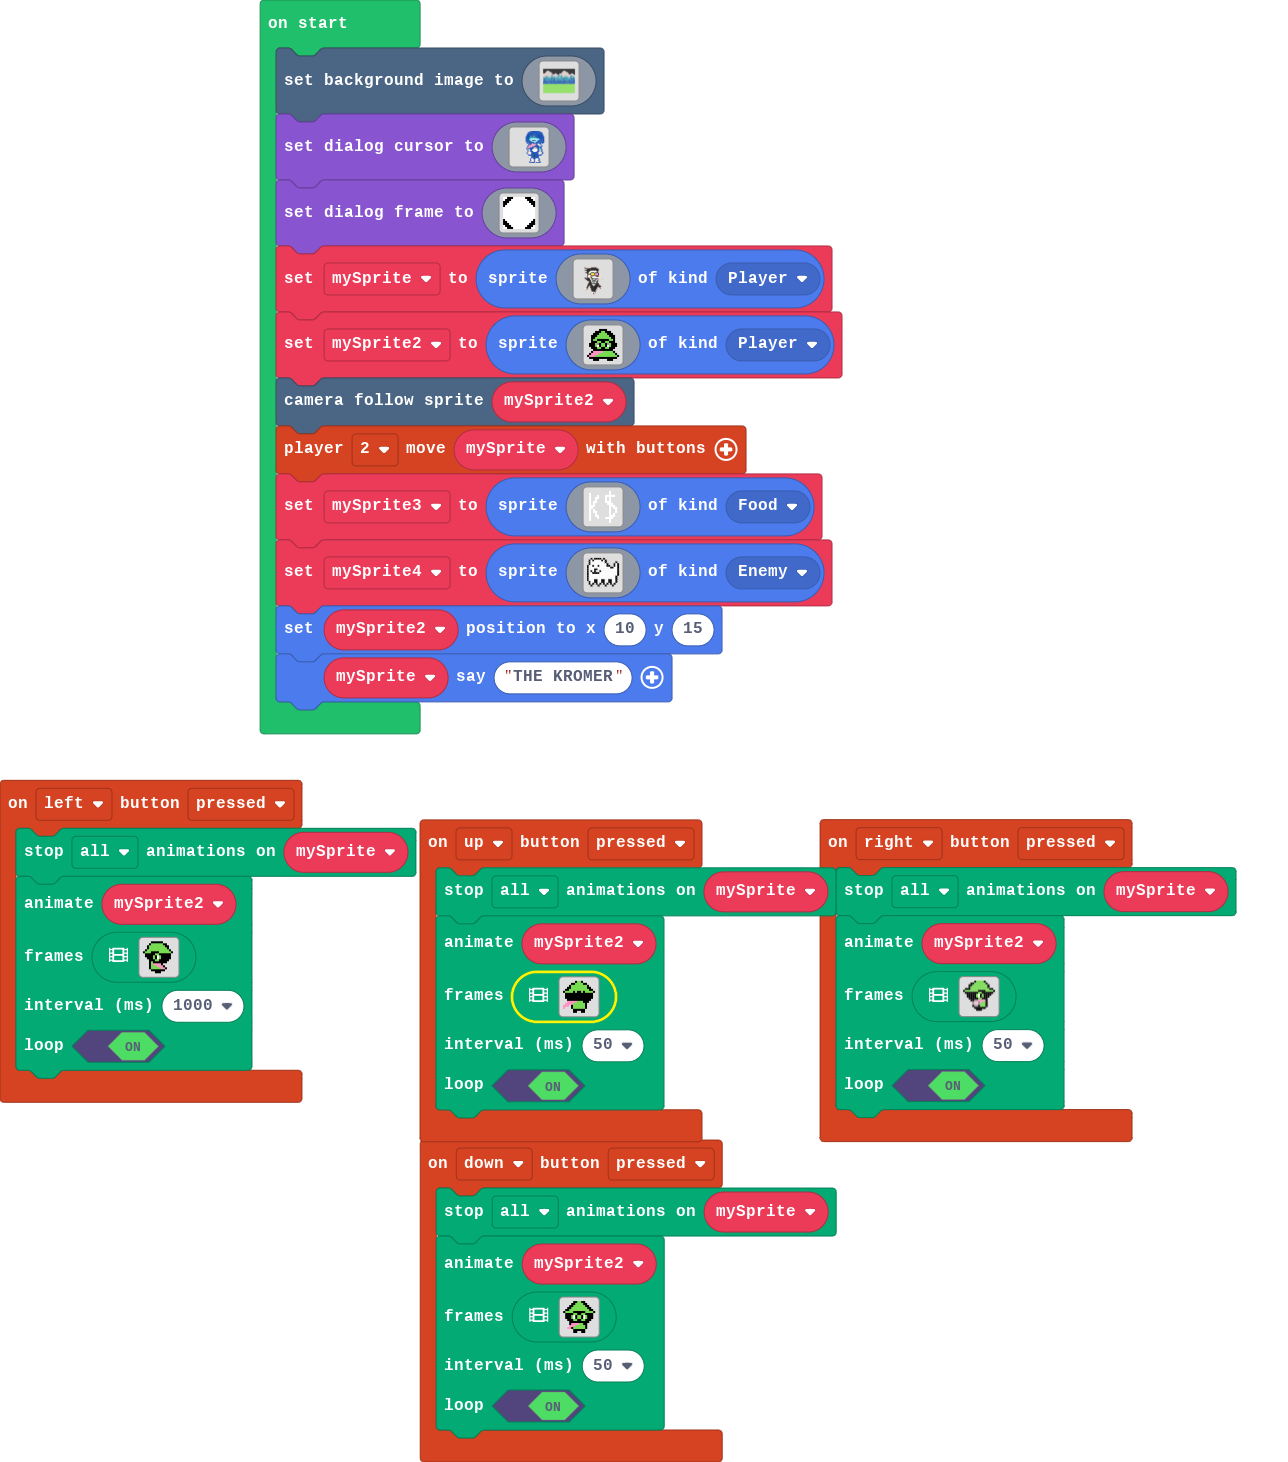 on start
set background image to
set dialog cursor to
set dialog frame to
set mySprite to sprite of kind Player
set mySprite2 to sprite of kind Player
camera follow sprite mySprite2
player 2 move mySprite with buttons
set mySprite3 to sprite K$ of kind Food
set mySprite4 to sprite of kind Enemy
set mySprite2 position to x 10 y 15
mySprite say "THE KROMER"
on left button pressed
stop all animations on mySprite
animate mySprite2
frames
interval (ms) 1000
loop ON
on up button pressed
stop all animations on mySprite
animate mySprite2
frames
interval (ms) 50
loop ON
on right button pressed
stop all animations on mySprite
animate mySprite2
frames
interval (ms) 50
loop ON
on down button pressed
stop all animations on mySprite
animate mySprite2
frames
interval (ms) 50
loop ON